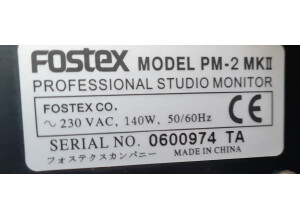 FOSTEX MODEL PM-2 MKII
PROFESSIONAL STUDIO MONITOR
FOSTEX CO.
~ 230 VAC, 140W, 50/60Hz CE
SERIAL NO. 0600974 TA
フォステクスカンパニー MADE IN CHINA